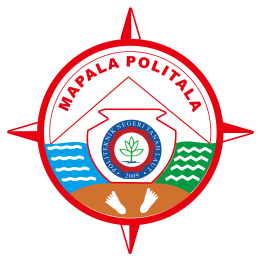 MAPALA POLITALA
POLITEKNIK NEGERI TANAH LAUT
2009